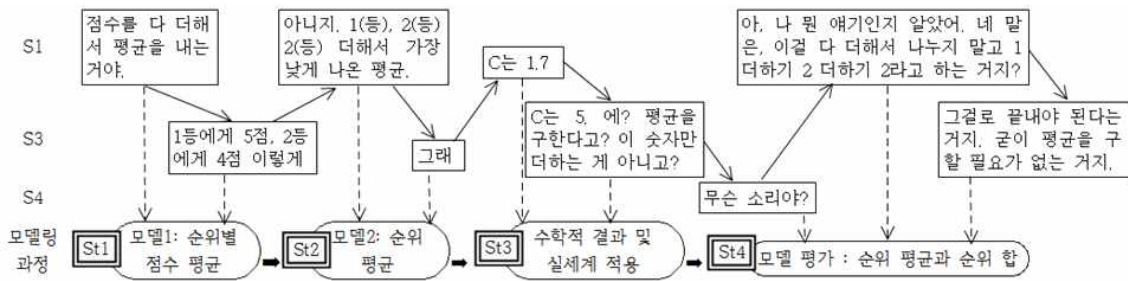 S1
점수를 다 더해
서 평균을 내는
거야.
아니지. 1(등), 2(등)
2(등) 더해서 가장
낮게 나온 평균.
C는 1.7
아, 나 뭔 얘기인지 알았어. 네 말
은, 이걸 다 더해서 나누지 말고 1
더하기 2 더하기 2라고 하는 거지?
S3
1등에게 5점, 2등
에게 4점 이렇게
그래
C는 5. 에? 평균을
구한다고? 이 숫자만
더하는 게 아니고?
그걸로 끝내야 된다는
거지. 굳이 평균을 구
할 필요가 없는 거지.
S4
무슨 소리야?
모델링
과정
St1
모델1: 순위별
점수 평균
St2
모델2: 순위
평균
St3
수학적 결과 및
실세계 적용
St4
모델 평가 : 순위 평균과 순위 합